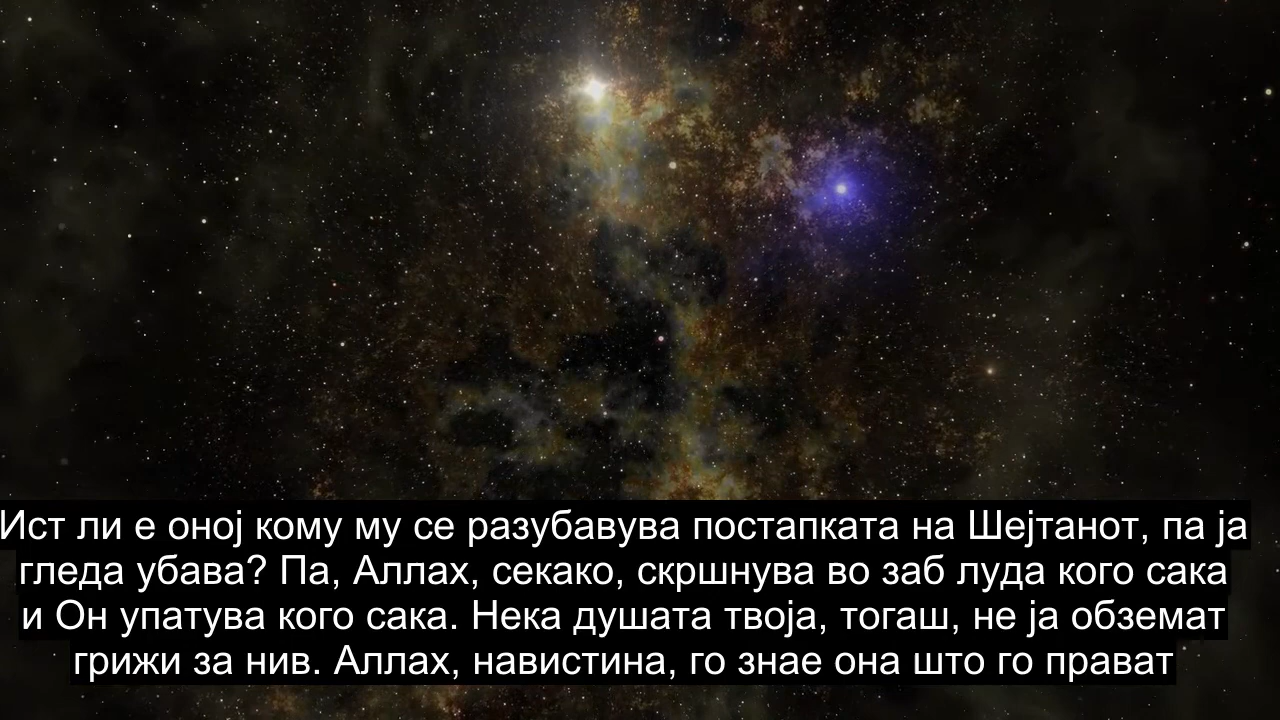 Ист ли е оној кому му се разубавува постапката на Шејтанот, па ја
гледа убава? Па, Аллах, секако, скршнува во заб луда кого сака
и Он упатува кого сака. Нека душата твоја, тогаш, не ја обземат
грижи за нив. Аллах, навистина, го знае она што го прават